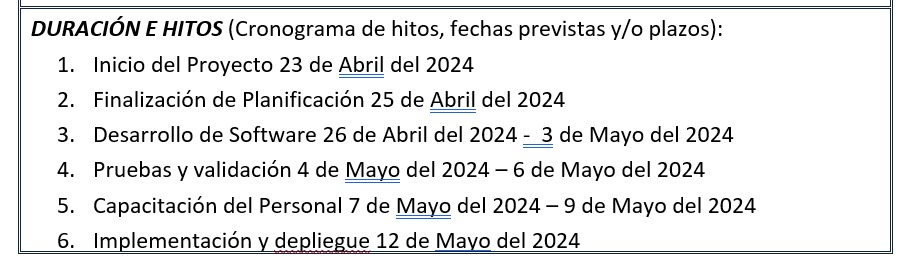 DURACIÓN E HITOS (Cronograma de hitos, fechas previstas y/o plazos):
1. Inicio del Proyecto 23 de Abril del 2024
2. Finalización de Planificación 25 de Abril del 2024
3. Desarrollo de Software 26 de Abril del 2024 -  3 de Mayo del 2024
4. Pruebas y validación 4 de Mayo del 2024 – 6 de Mayo del 2024
5. Capacitación del Personal 7 de Mayo del 2024 – 9 de Mayo del 2024
6. Implementación y depliegue 12 de Mayo del 2024